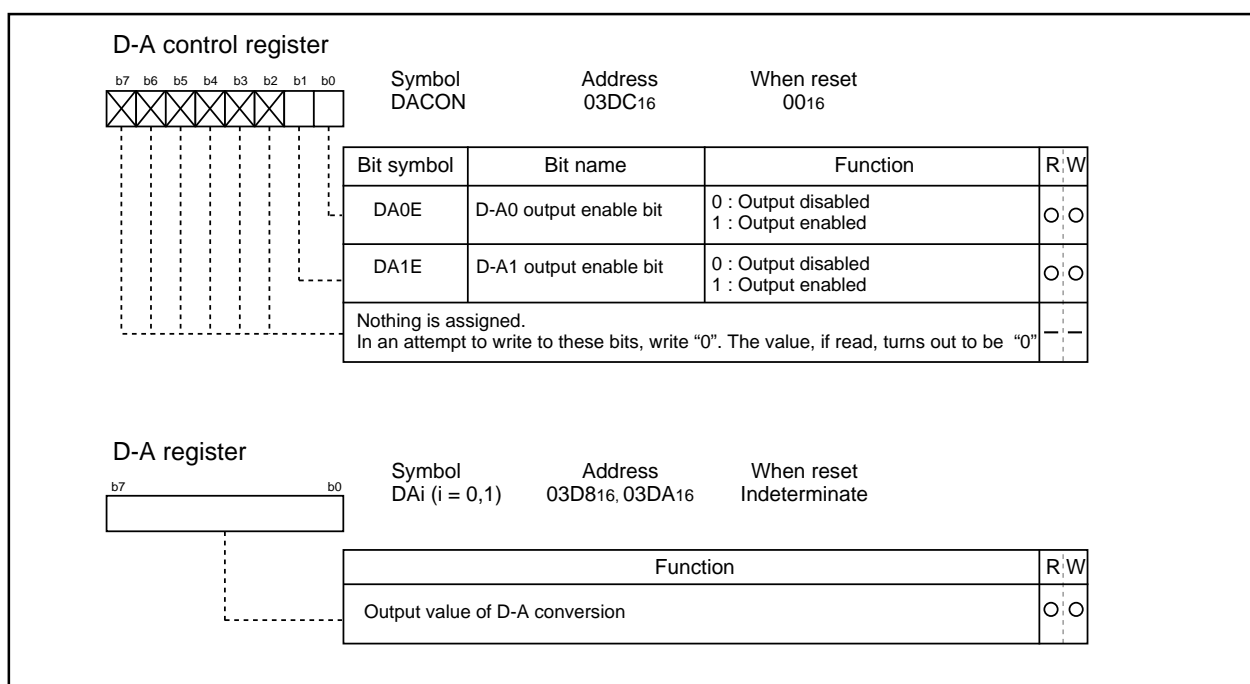 D-A control register
b7 b6 b5 b4 b3 b2 b1 b0
Symbol Address When reset
DACON 03DC16 0016
Bit symbol Bit name Function R W
DA0E D-A0 output enable bit 0 : Output disabled
1 : Output enabled
DA1E D-A1 output enable bit 0 : Output disabled
1 : Output enabled
Nothing is assigned.
In an attempt to write to these bits, write “0”. The value, if read, turns out to be “0”
D-A register
b7 b0
Symbol Address When reset
DAi (i = 0,1) 03D816, 03DA16 Indeterminate
Function R W
Output value of D-A conversion